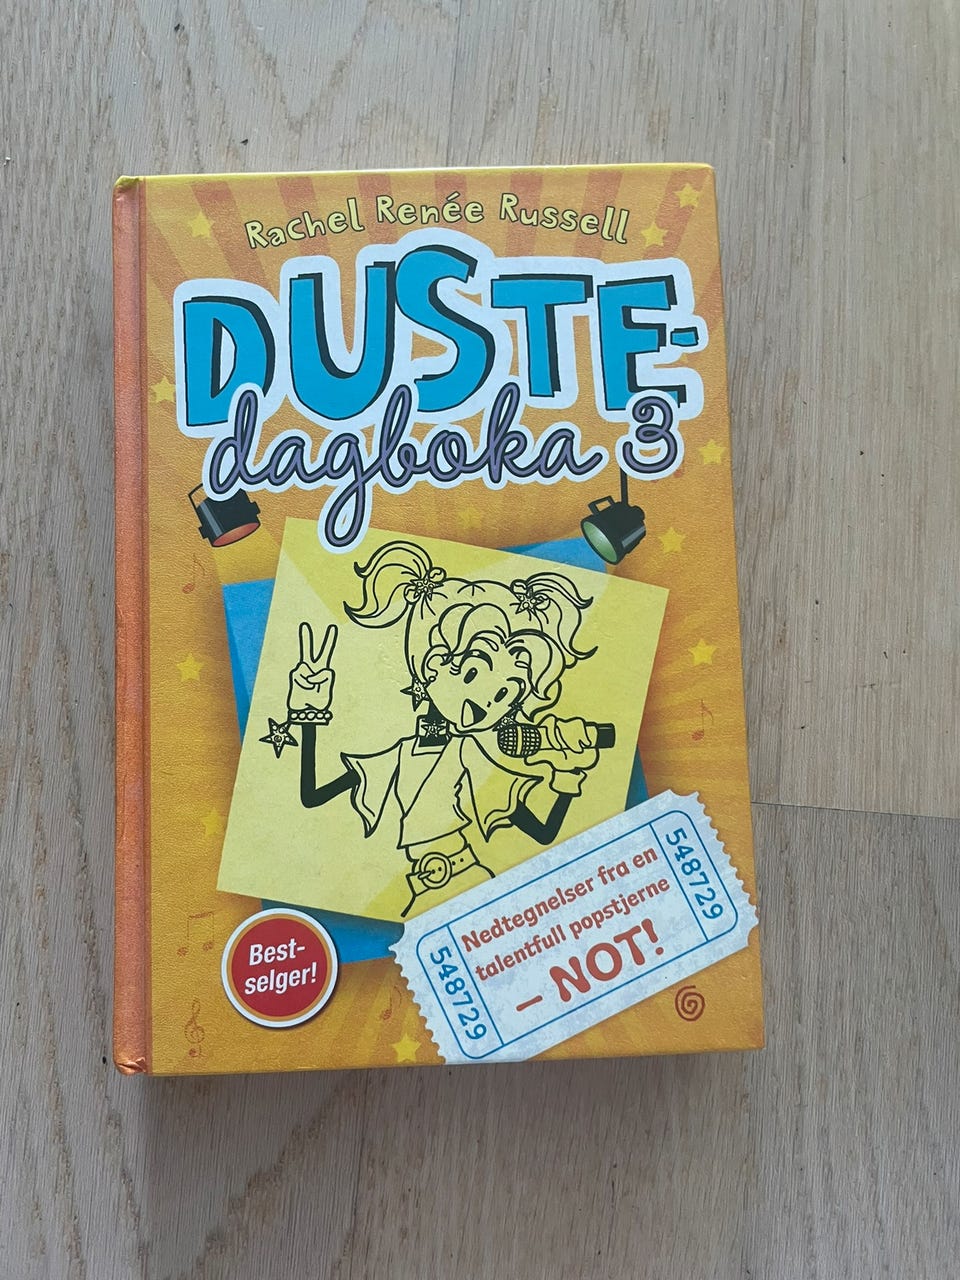 Rachel Renée Russell
DUSTE-
dagboka 3
Nedtegnelser fra en
talentfull popstjerne
– NOT!
548729
548729
Best-
selger!